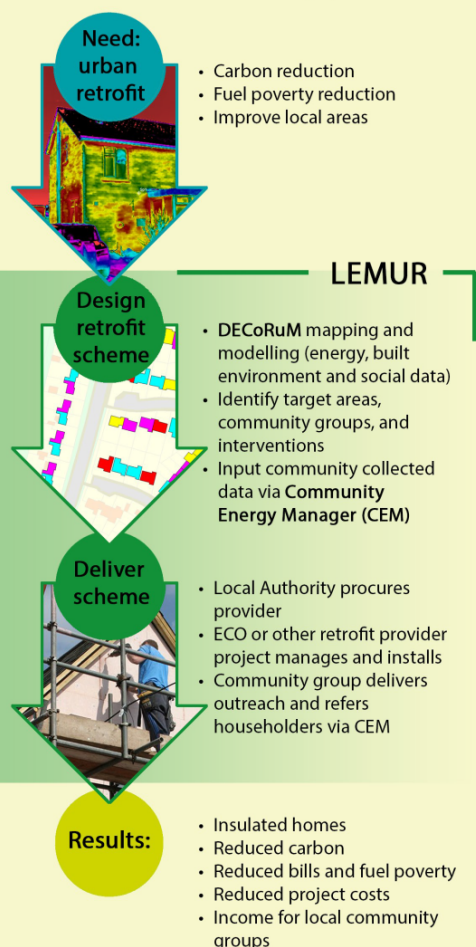 Need:
urban
retrofit
• Carbon reduction
• Fuel poverty reduction
• Improve local areas
LEMUR
Design
retrofit
scheme
• DECoRuM mapping and
modelling (energy, built
environment and social data)
• Identify target areas,
community groups, and
interventions
• Input community collected
data via Community
Energy Manager (CEM)
Deliver
scheme
• Local Authority procures
provider
• ECO or other retrofit provider
project manages and installs
• Community group delivers
outreach and refers
householders via CEM
Results:
• Insulated homes
• Reduced carbon
• Reduced bills and fuel poverty
• Reduced project costs
• Income for local community
groups